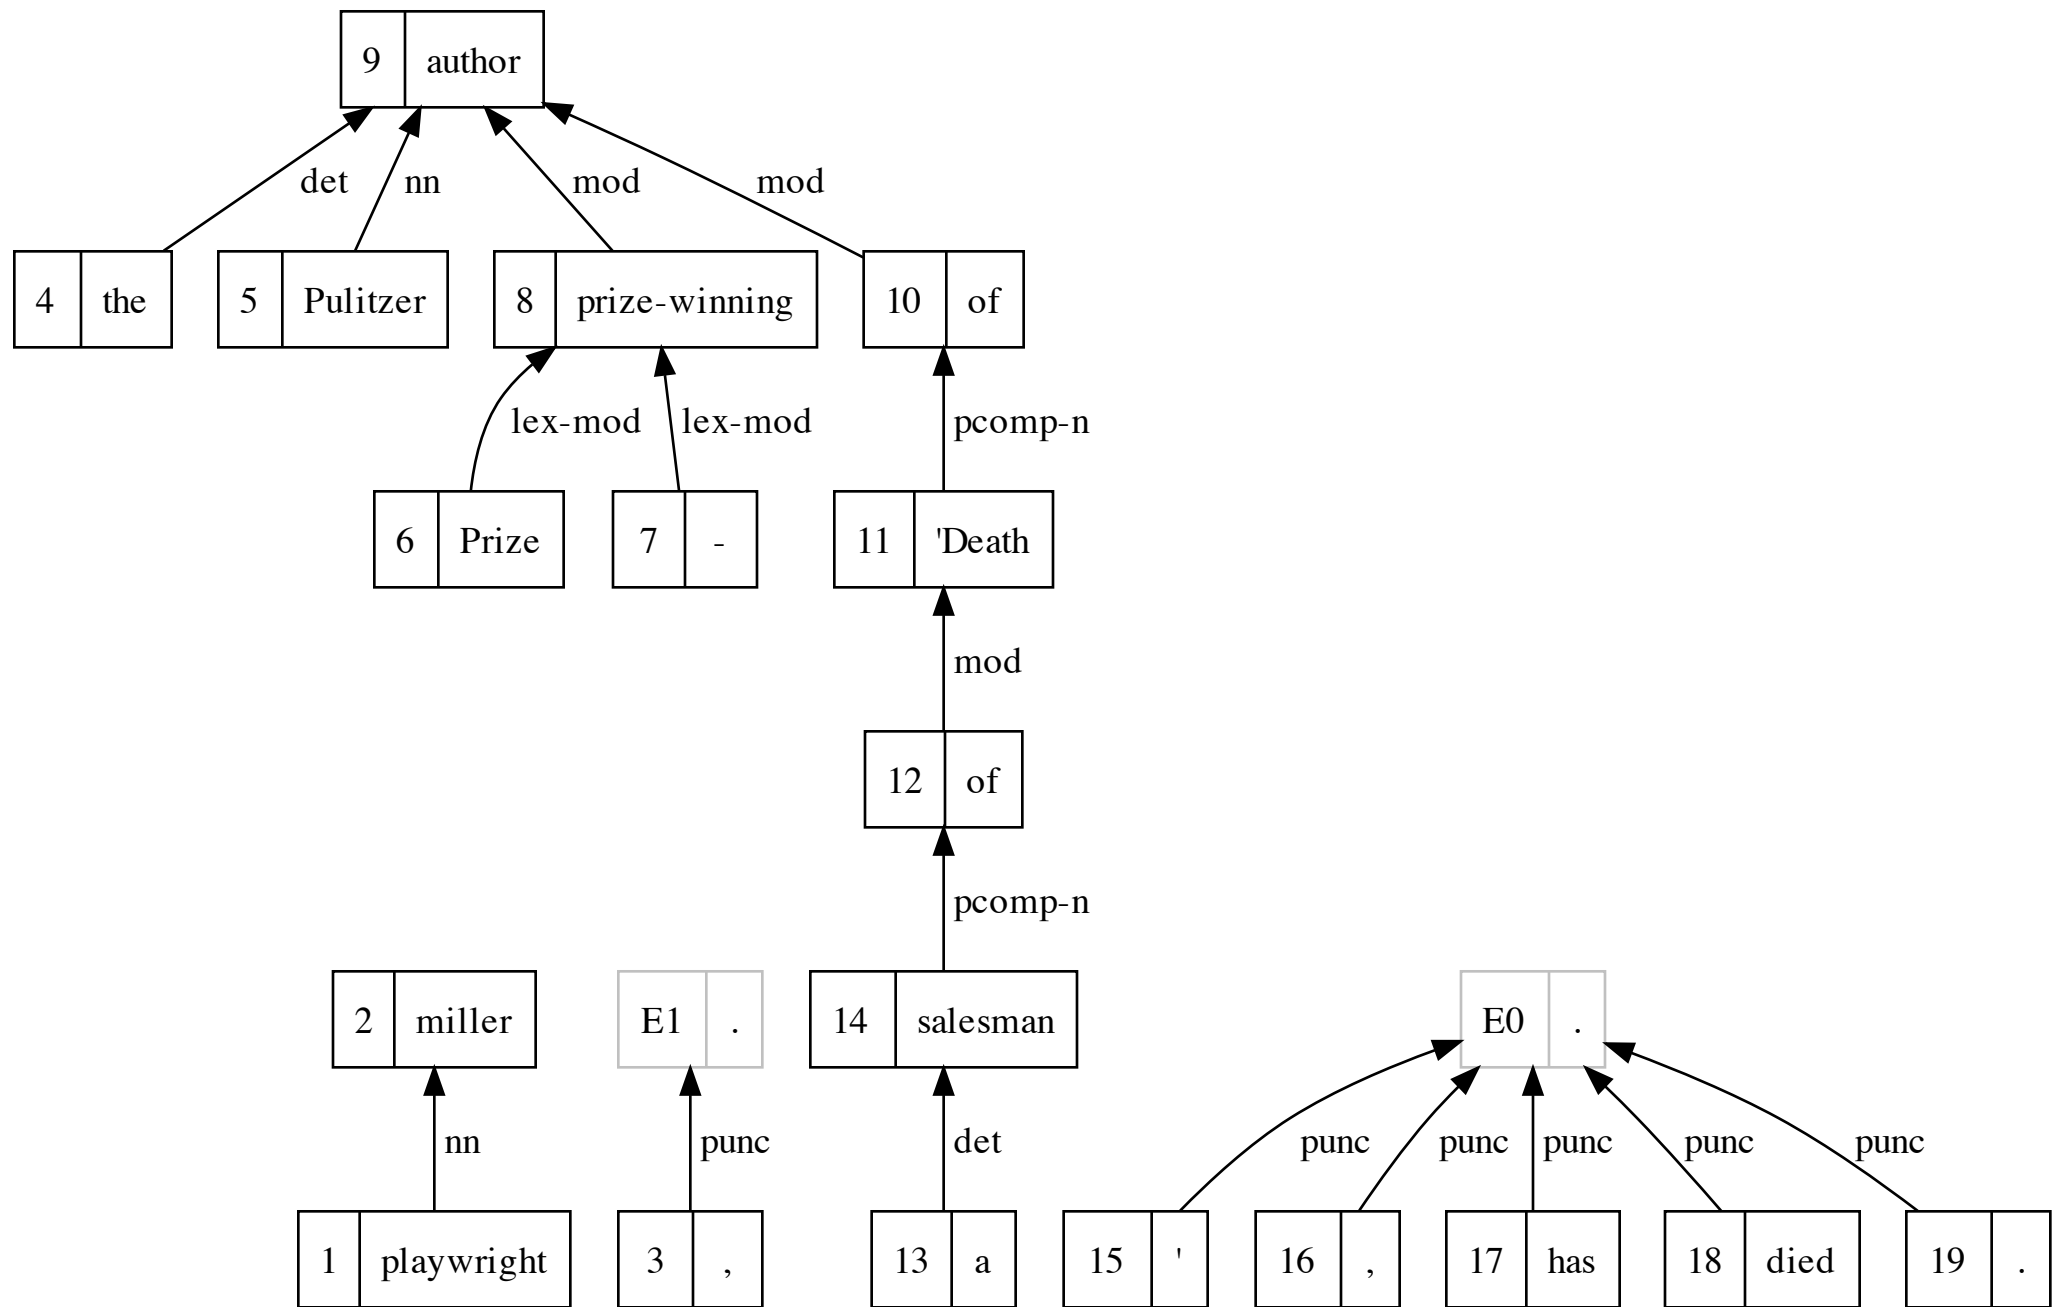 9 author
det nn mod mod
4 the 5 Pulitzer 8 prize-winning 10 of
lex-mod lex-mod pcomp-n
6 Prize 7 - 11 'Death
mod
12 of
pcomp-n
2 miller E1 . 14 salesman E0 .
nn punc det punc punc punc punc punc
1 playwright 3 , 13 a 15 ' 16 , 17 has 18 died 19 .